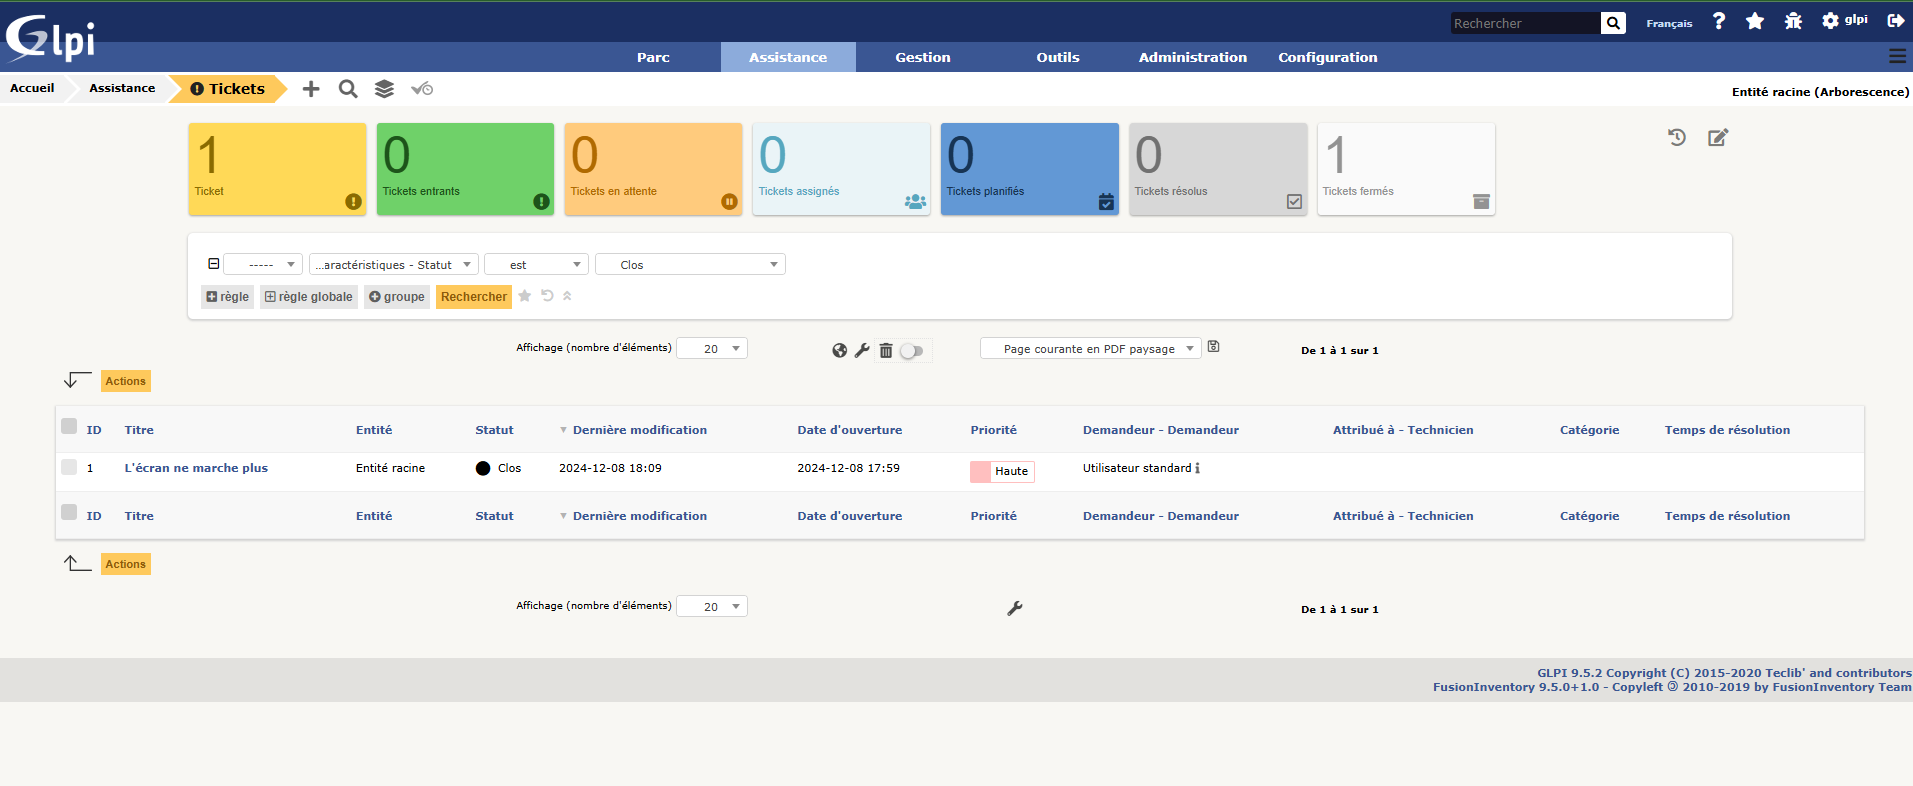 Glpi
Rechercher
Français
glpi
Parc
Assistance
Gestion
Outils
Administration
Configuration
Accueil
Assistance
Tickets
Entité racine (Arborescence)
1
Ticket
0
Tickets entrants
0
Tickets en attente
0
Tickets assignés
0
Tickets planifiés
0
Tickets résolus
1
Tickets fermés
-----
...aractéristiques - Statut
est
Clos
règle
règle globale
groupe
Rechercher
Affichage (nombre d'éléments) 20
Page courante en PDF paysage
De 1 à 1 sur 1
Actions
ID Titre Entité Statut Dernière modification Date d'ouverture Priorité Demandeur - Demandeur Attribué à - Technicien Catégorie Temps de résolution
1 L'écran ne marche plus Entité racine Clos 2024-12-08 18:09 2024-12-08 17:59 Haute Utilisateur standard
ID Titre Entité Statut Dernière modification Date d'ouverture Priorité Demandeur - Demandeur Attribué à - Technicien Catégorie Temps de résolution
Actions
Affichage (nombre d'éléments) 20
De 1 à 1 sur 1
GLPI 9.5.2 Copyright (C) 2015-2020 Teclib' and contributors
FusionInventory 9.5.0+1.0 - Copyleft 🄯 2010-2019 by FusionInventory Team